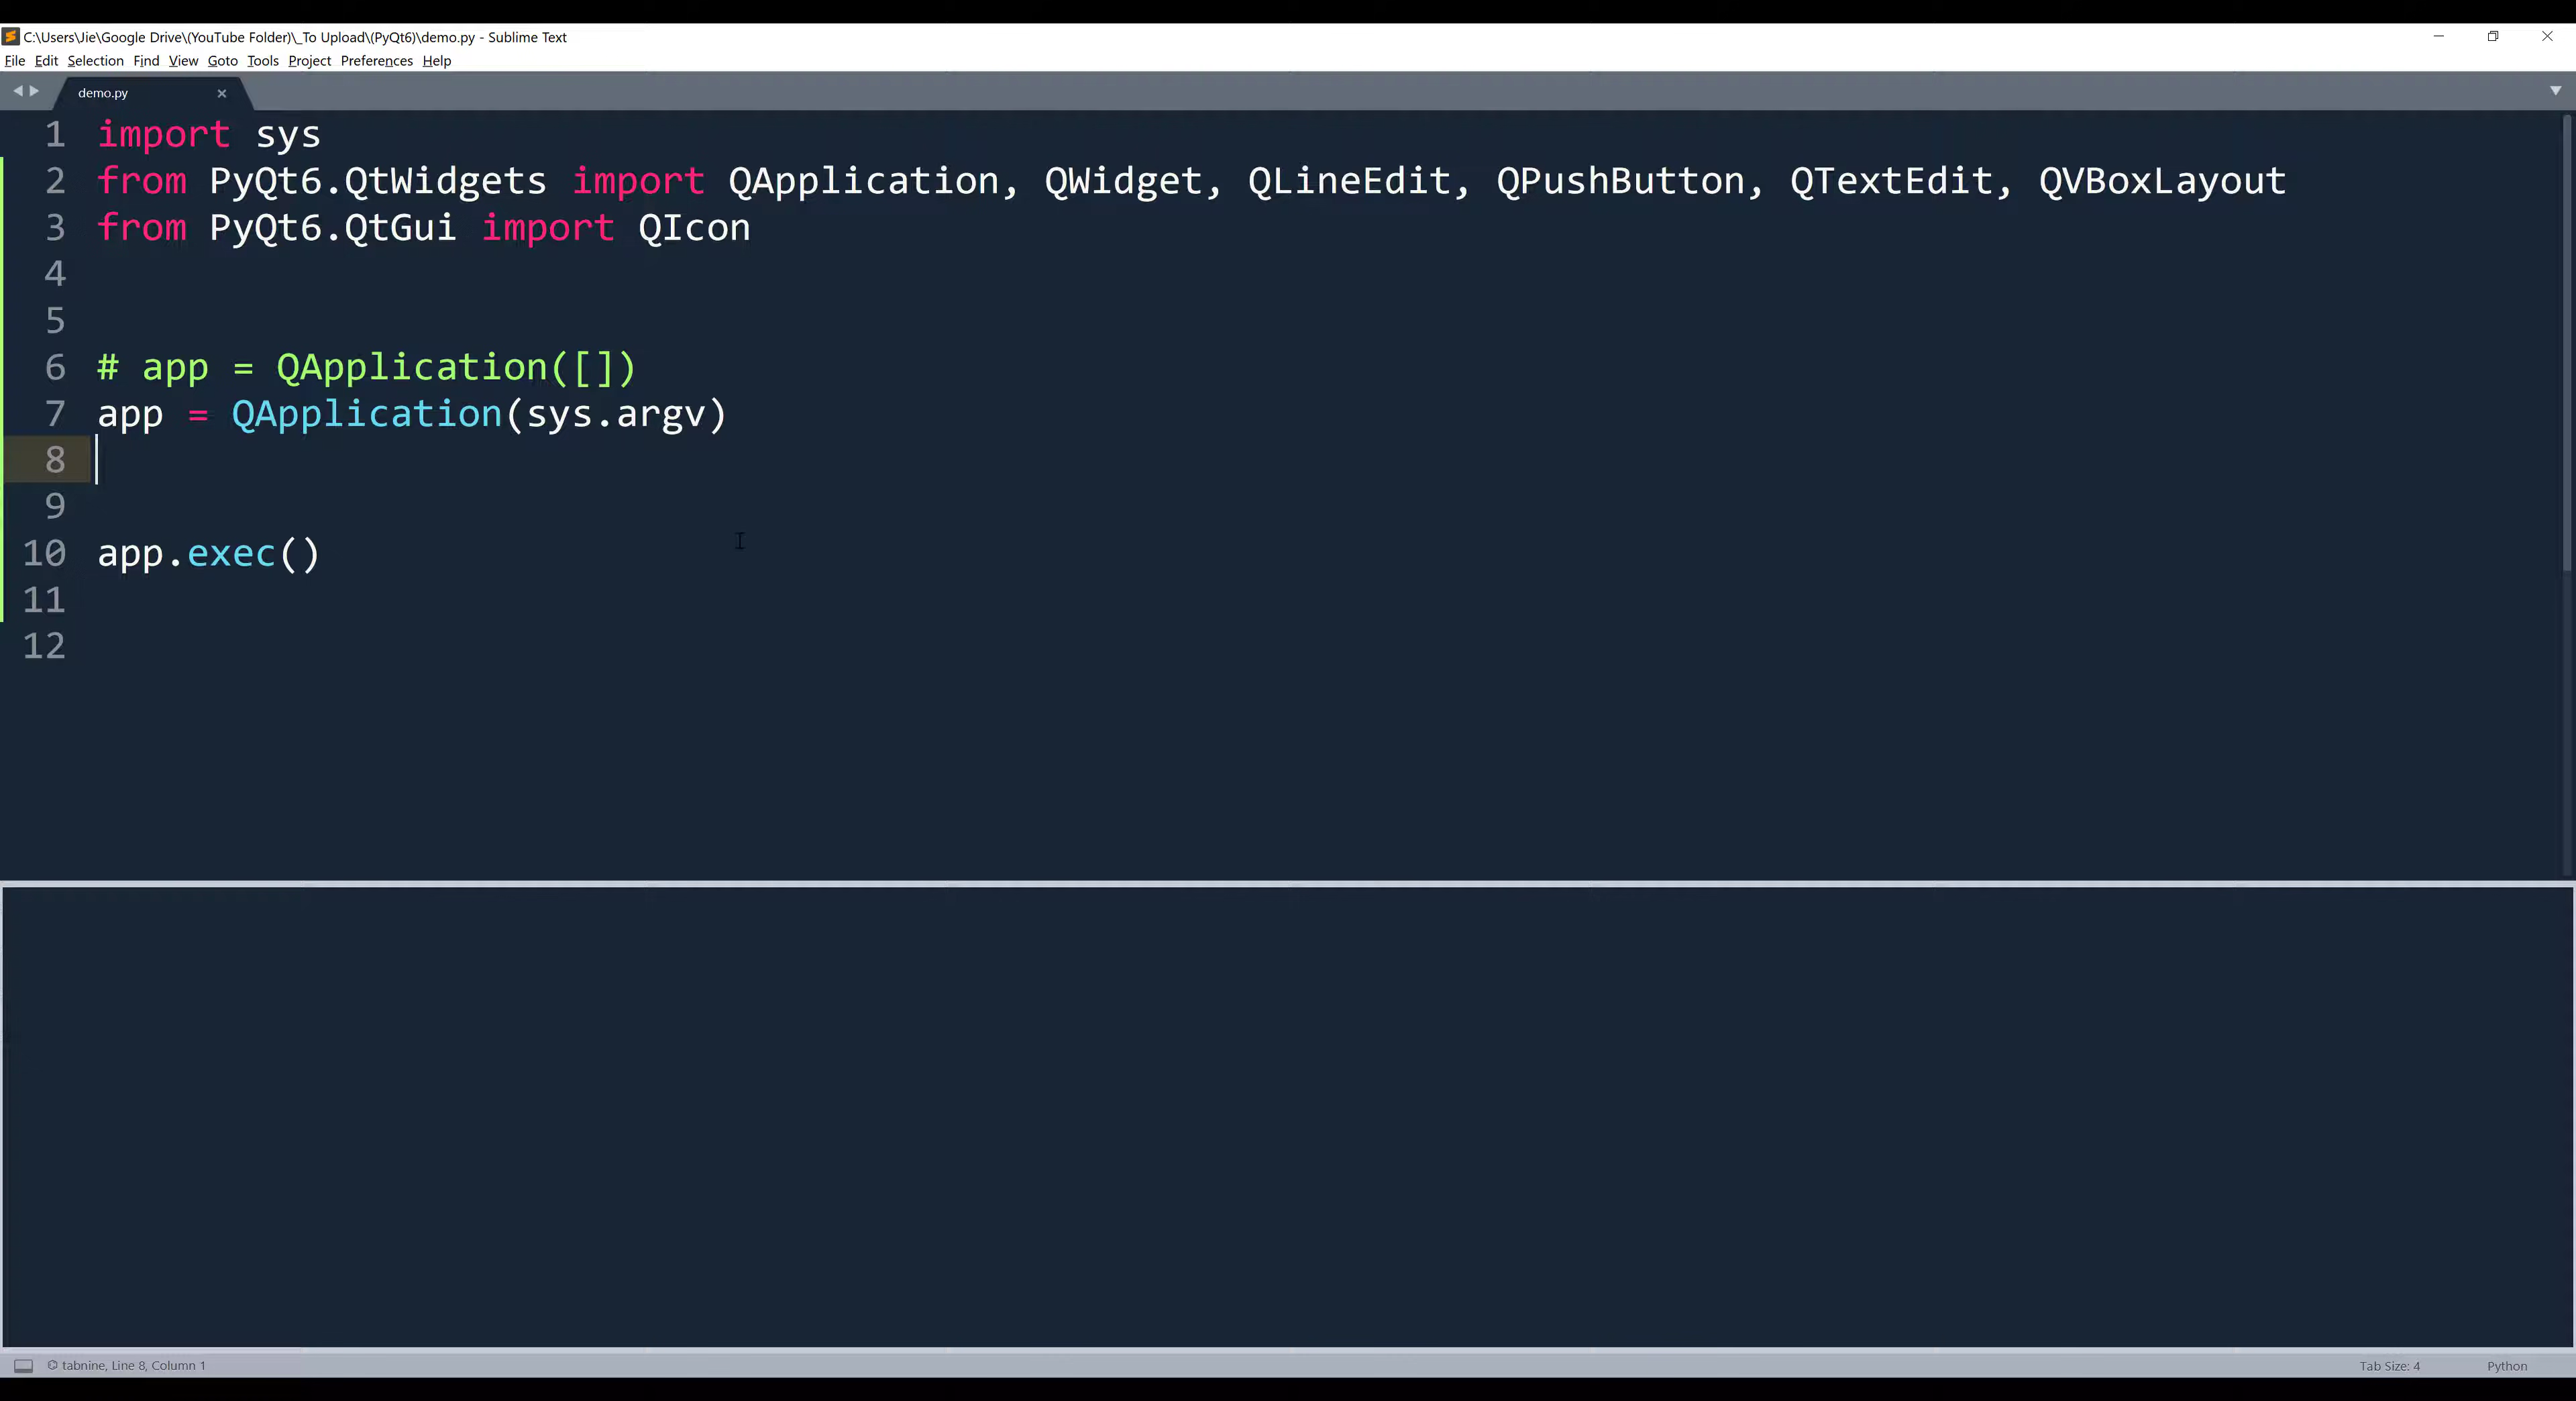 C:\Users\Jie\Google Drive\(YouTube Folder)\_To Upload\(PyQt6)\demo.py - Sublime Text
File Edit Selection Find View Goto Tools Project Preferences Help
demo.py
1 import sys
2 from PyQt6.QtWidgets import QApplication, QWidget, QLineEdit, QPushButton, QTextEdit, QVBoxLayout
3 from PyQt6.QtGui import QIcon
4
5
6 # app = QApplication([])
7 app = QApplication(sys.argv)
8
9
10 app.exec()
11
12
tabnine, Line 8, Column 1 Tab Size: 4 Python